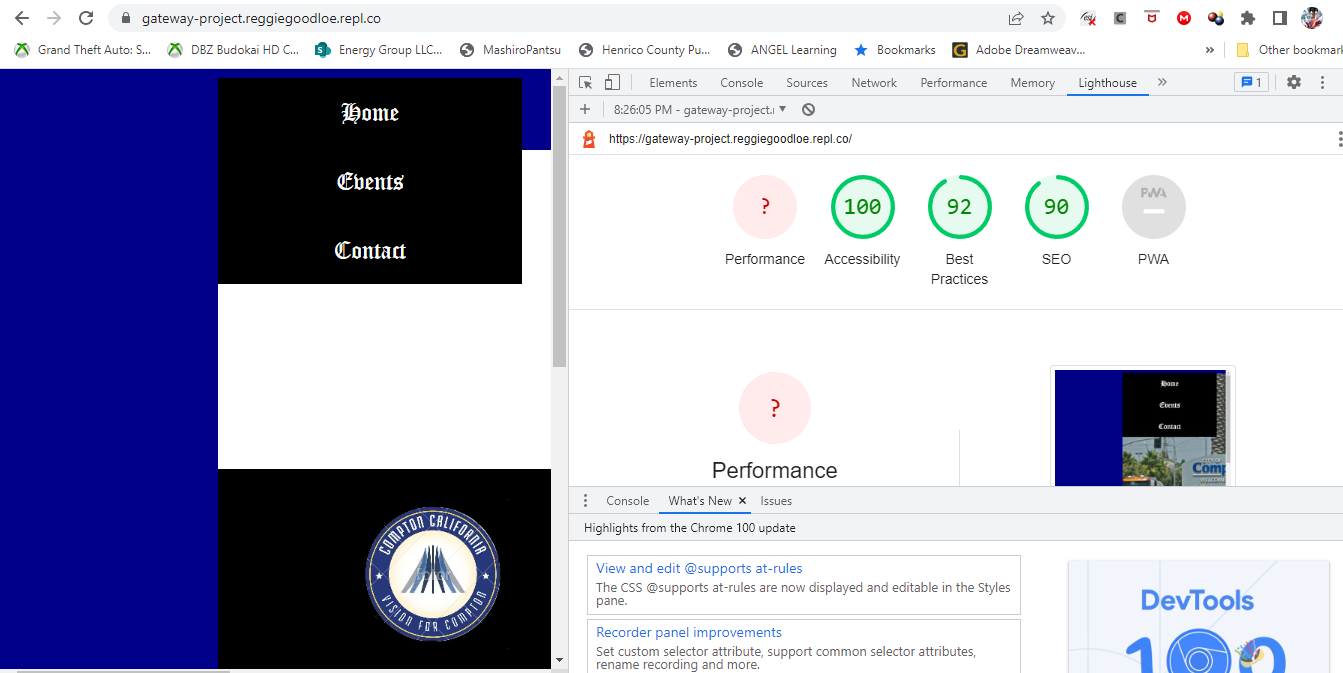 gateway-project.reggiegoodloe.repl.co
Grand Theft Auto: S... DBZ Budokai HD C... Energy Group LLC... MashiroPantsu Henrico County Pu... ANGEL Learning Bookmarks Adobe Dreamweav... » Other bookmar
Home
Events
Contact
COMPTON CALIFORNIA
VISION FOR COMPTON
Elements Console Sources Network Performance Memory Lighthouse » 1
8:26:05 PM - gateway-project.
https://gateway-project.reggiegoodloe.repl.co/
? 100 92 90 PWA
Performance Accessibility Best Practices SEO PWA
?
Performance
Home
Events
Contact
Comp
Console What's New × Issues
Highlights from the Chrome 100 update
View and edit @supports at-rules
The CSS @supports at-rules are now displayed and editable in the Styles
pane.
Recorder panel improvements
Set custom selector attribute, support common selector attributes,
rename recording and more.
DevTools
100